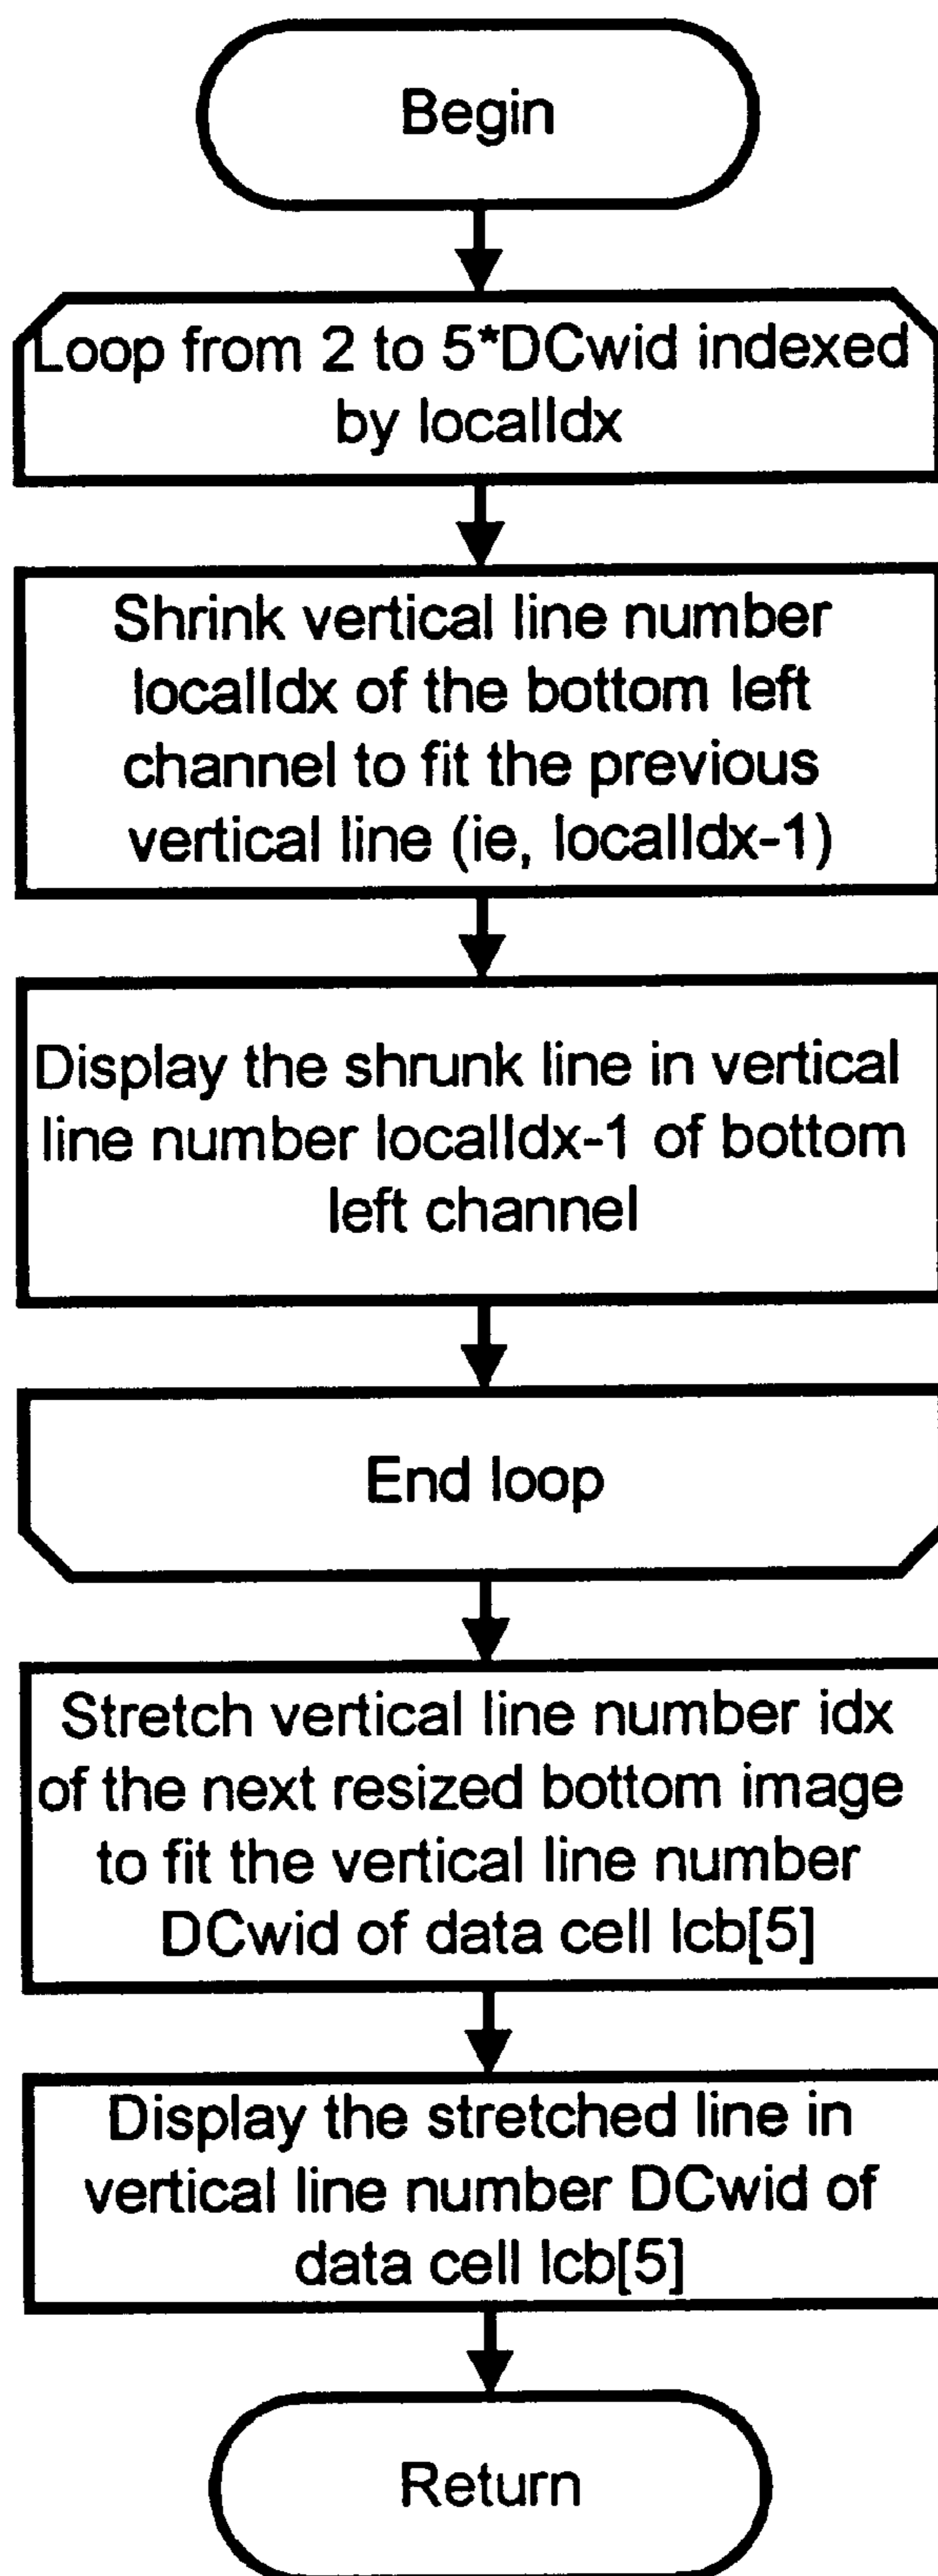 Begin
Loop from 2 to 5*DCwid indexed
by localIdx
Shrink vertical line number
localIdx of the bottom left
channel to fit the previous
vertical line (ie, localIdx-1)
Display the shrunk line in vertical
line number localIdx-1 of bottom
left channel
End loop
Stretch vertical line number idx
of the next resized bottom image
to fit the vertical line number
DCwid of data cell lcb[5]
Display the stretched line in
vertical line number DCwid of
data cell lcb[5]
Return